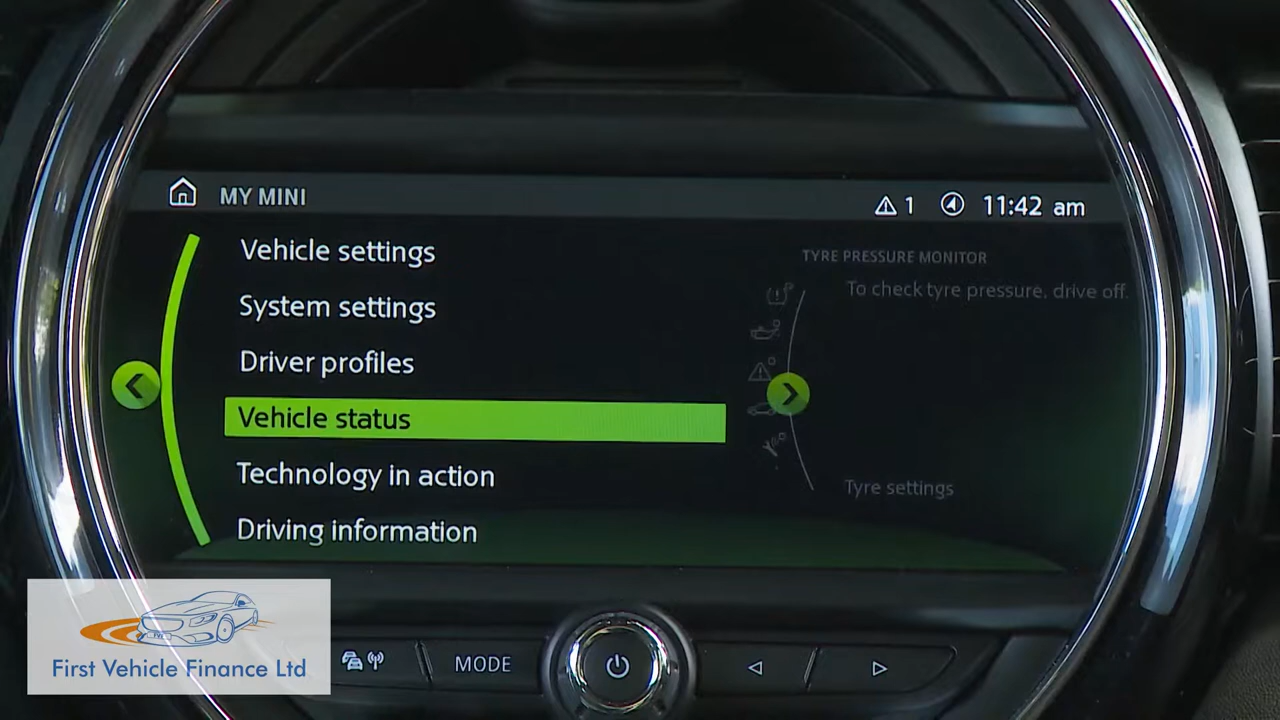 MY MINI
1
11:42 am
Vehicle settings
System settings
Driver profiles
Vehicle status
Technology in action
Driving information
TYRE PRESSURE MONITOR
To check tyre pressure, drive off.
Tyre settings
First Vehicle Finance Ltd
MODE